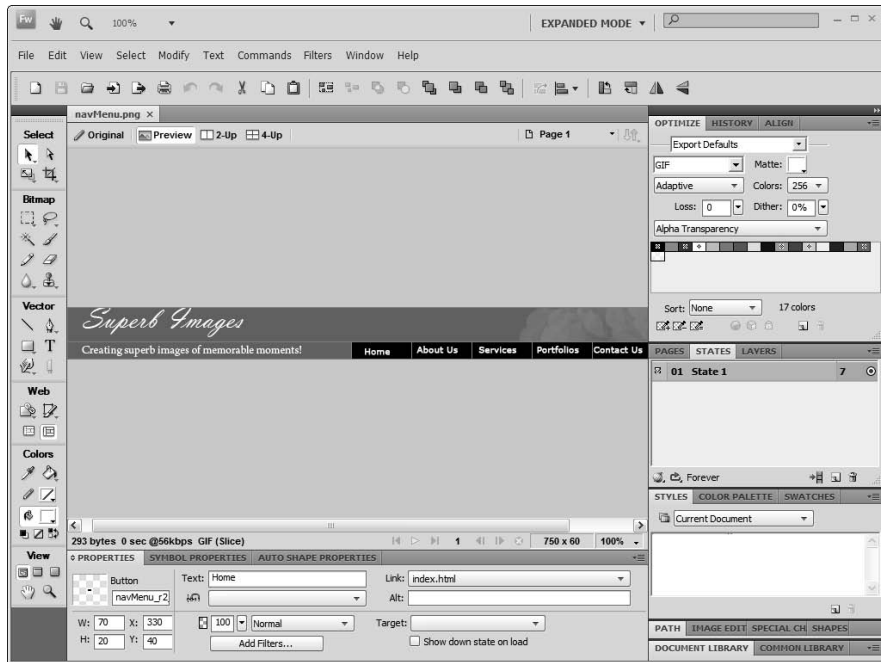 Fw 100% EXPANDED MODE
File Edit View Select Modify Text Commands Filters Window Help
navMenu.png ×
Original Preview 2-Up 4-Up Page 1
Select
Bitmap
Vector
T
Web
Colors
View
Superb Images
Creating superb images of memorable moments! Home About Us Services Portfolios Contact Us
293 bytes 0 sec @56kbps GIF (Slice) 1 750 x 60 100%
PROPERTIES SYMBOL PROPERTIES AUTO SHAPE PROPERTIES
Button Text: Home Link: index.html
navMenu_r2 Alt:
W: 70 X: 330 100 Normal Target:
H: 20 Y: 40 Add Filters... Show down state on load
OPTIMIZE HISTORY ALIGN
Export Defaults
GIF Matte:
Adaptive Colors: 256
Loss: 0 Dither: 0%
Alpha Transparency
Sort: None 17 colors
PAGES STATES LAYERS
01 State 1 7
Forever
STYLES COLOR PALETTE SWATCHES
Current Document
PATH IMAGE EDIT SPECIAL CH SHAPES
DOCUMENT LIBRARY COMMON LIBRARY